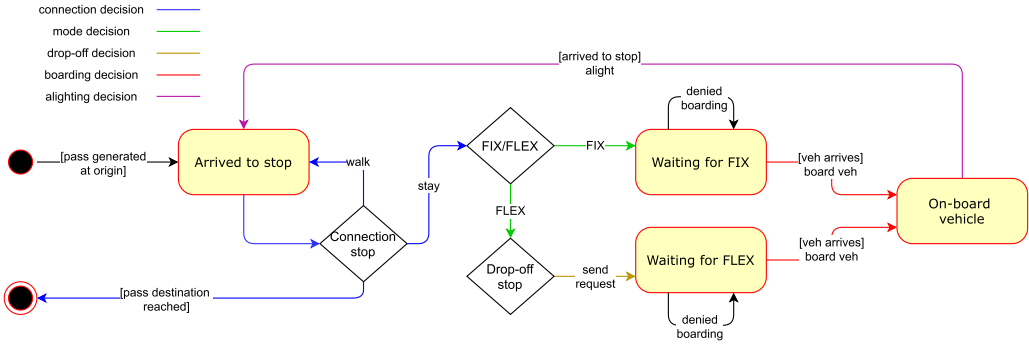 connection decision
mode decision
drop-off decision
boarding decision
alighting decision
[arrived to stop]
alight
denied
boarding
[pass generated
at origin]
Arrived to stop
walk
FIX/FLEX
FIX
Waiting for FIX
[veh arrives]
board veh
stay
FLEX
On-board
vehicle
Connection
stop
Drop-off
stop
send
request
Waiting for FLEX
[veh arrives]
board veh
[pass destination
reached]
denied
boarding